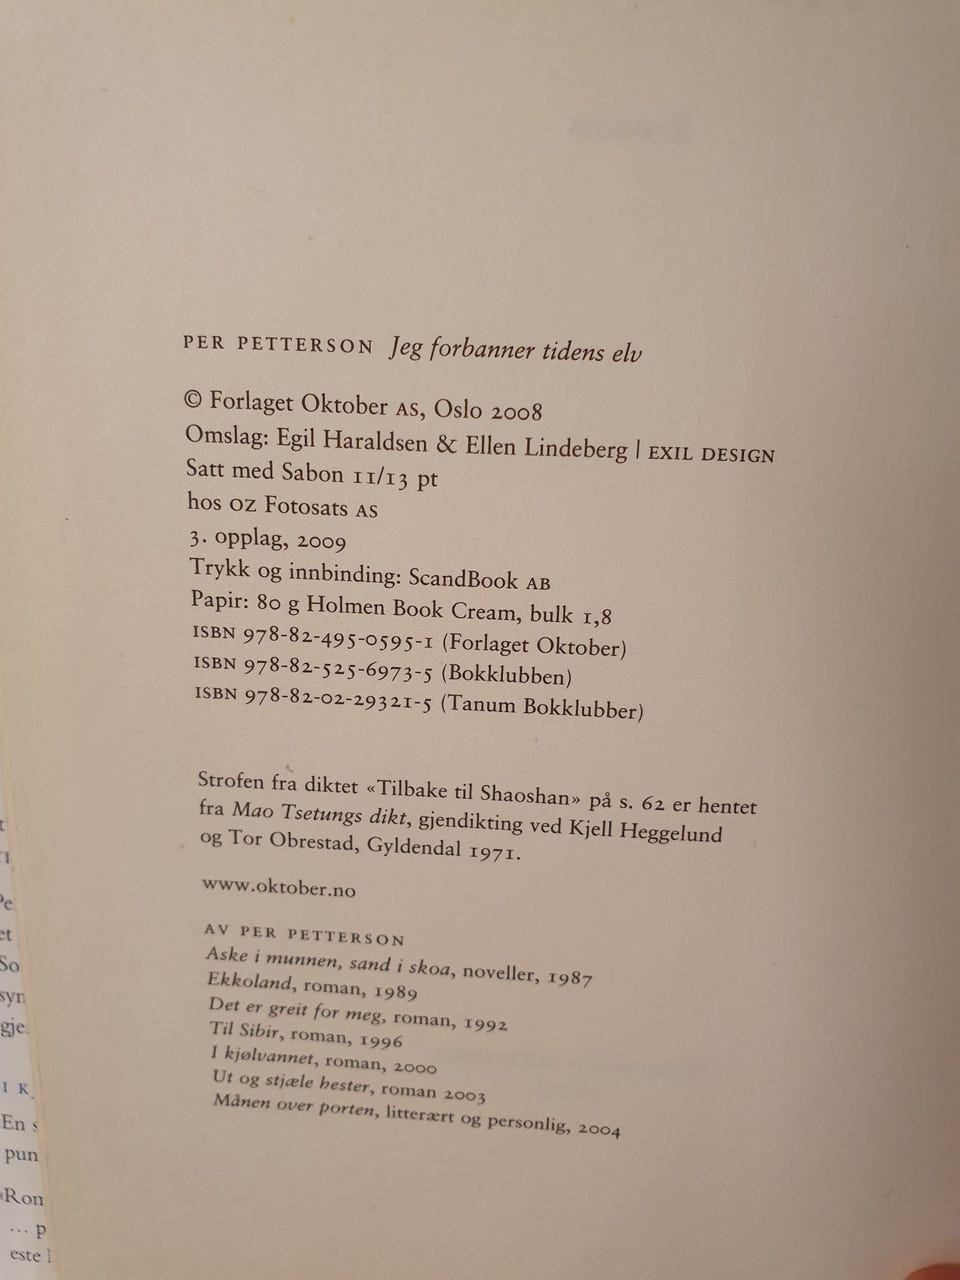 PER PETTERSON Jeg forbanner tidens elv
© Forlaget Oktober AS, Oslo 2008
Omslag: Egil Haraldsen & Ellen Lindeberg | EXIL DESIGN
Satt med Sabon 11/13 pt
hos OZ Fotosats AS
3. opplag, 2009
Trykk og innbinding: ScandBook AB
Papir: 80 g Holmen Book Cream, bulk 1,8
ISBN 978-82-495-0595-1 (Forlaget Oktober)
ISBN 978-82-525-6973-5 (Bokklubben)
ISBN 978-82-02-29321-5 (Tanum Bokklubber)
Strofen fra diktet «Tilbake til Shaoshan» på s. 62 er hentet
fra Mao Tsetungs dikt, gjendikting ved Kjell Heggelund
og Tor Obrestad, Gyldendal 1971.
www.oktober.no
AV PER PETTERSON
Aske i munnen, sand i skoa, noveller, 1987
Ekkoland, roman, 1989
Det er greit for meg, roman, 1992
Til Sibir, roman, 1996
I kjølvannet, roman, 2000
Ut og stjæle hester, roman 2003
Månen over porten, litterært og personlig, 2004